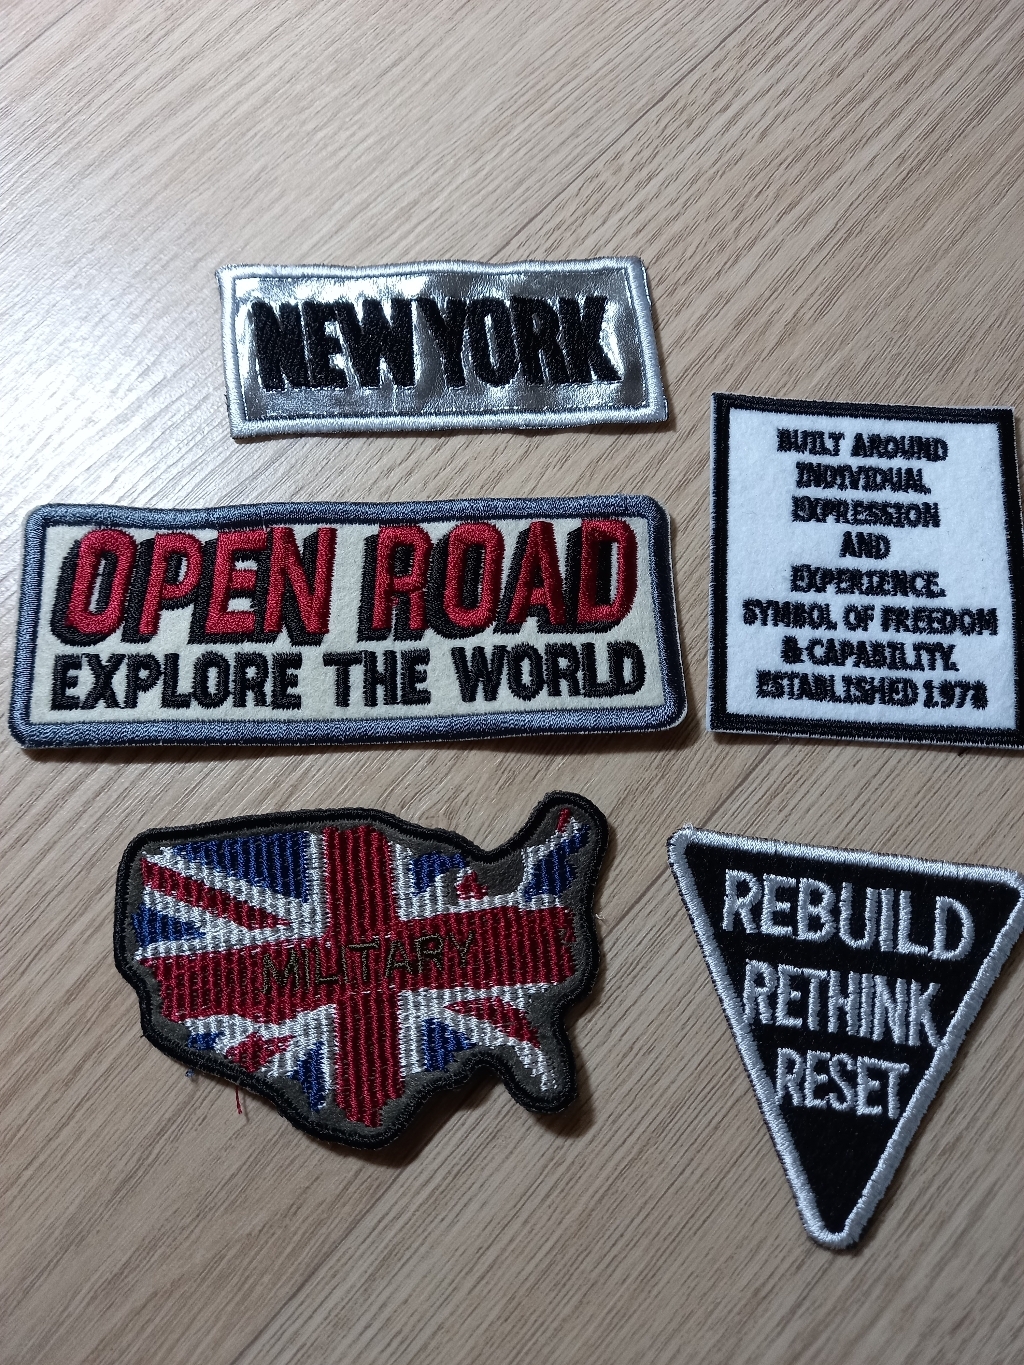 NEW YORK
OPEN ROAD
EXPLORE THE WORLD
BUILT AROUND
INDIVIDUAL
EXPRESSION
AND
EXPERIENCE.
SYMBOL OF FREEDOM
& CAPABILITY.
ESTABLISHED 1978
MILITARY
REBUILD
RETHINK
RESET